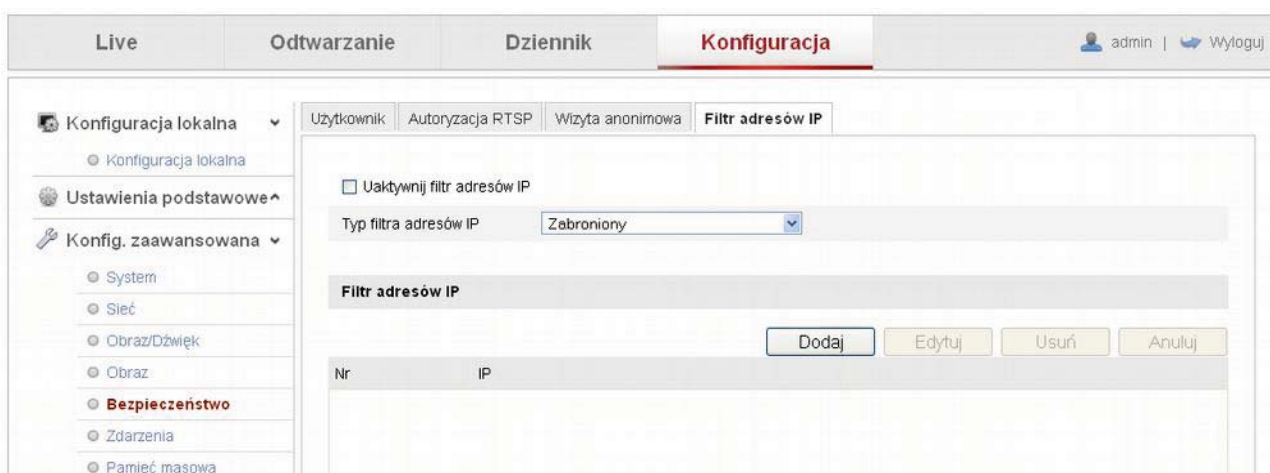 Live Odtwarzanie Dziennik Konfiguracja admin | Wyloguj
Konfiguracja lokalna
Konfiguracja lokalna
Ustawienia podstawowe
Konfig. zaawansowana
System
Sieć
Obraz/Dźwięk
Obraz
Bezpieczeństwo
Zdarzenia
Pamięć masowa
Użytkownik Autoryzacja RTSP Wizyta anonimowa Filtr adresów IP
Uaktywnij filtr adresów IP
Typ filtra adresów IP Zabroniony
Filtr adresów IP
Dodaj Edytuj Usuń Anuluj
Nr IP